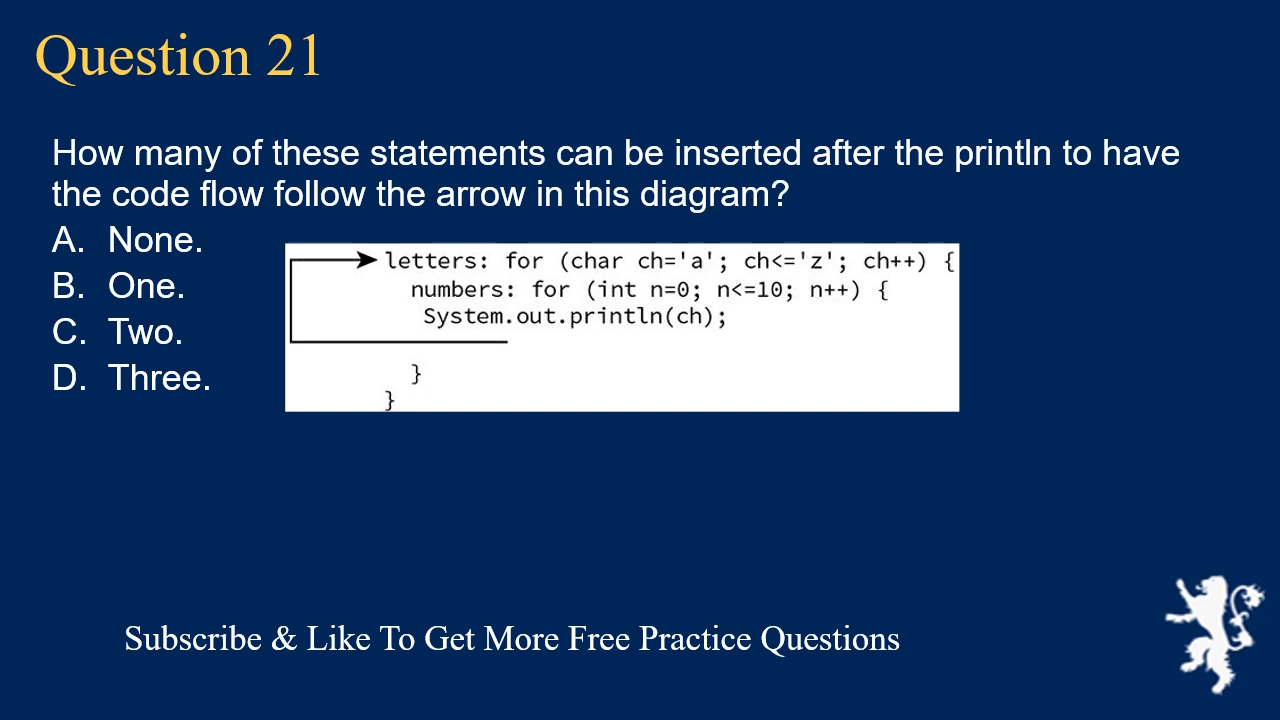 Question 21
How many of these statements can be inserted after the println to have
the code flow follow the arrow in this diagram?
A. None.
B. One.
C. Two.
D. Three.
letters: for (char ch='a'; ch<='z'; ch++) {
numbers: for (int n=0; n<=10; n++) {
System.out.println(ch);
}
}
Subscribe & Like To Get More Free Practice Questions